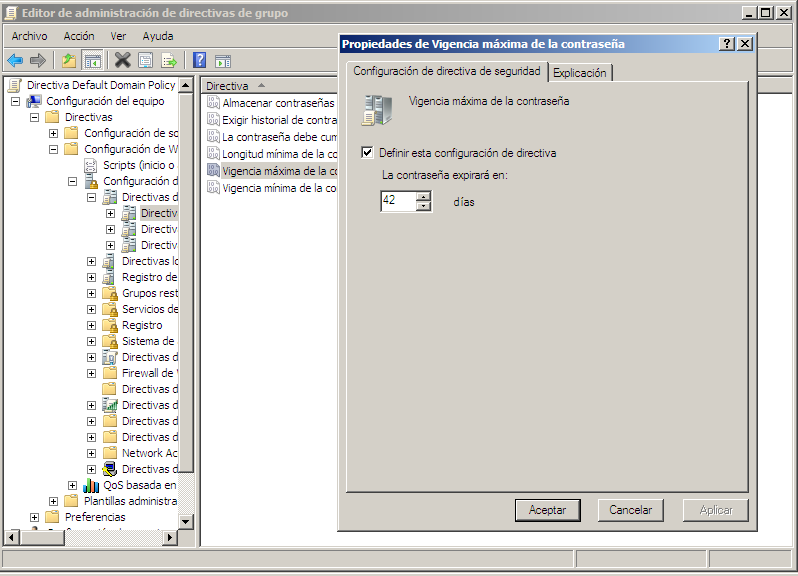 Editor de administración de directivas de grupo
Archivo Acción Ver Ayuda
Directiva Default Domain Policy
Configuración del equipo
Directivas
Configuración de so
Configuración de W
Scripts (inicio o
Configuración d
Directivas d
Directiv
Directiv
Directiv
Directivas lo
Registro de
Grupos rest
Servicios de
Registro
Sistema de
Directivas d
Firewall de
Directivas d
Directivas d
Directivas d
Directivas d
Network Ac
Directivas d
QoS basada en
Plantillas administra
Preferencias
Directiva
Almacenar contraseñas
Exigir historial de contra
La contraseña debe cum
Longitud mínima de la co
Vigencia máxima de la co
Vigencia mínima de la co
Propiedades de Vigencia máxima de la contraseña
Configuración de directiva de seguridad Explicación
Vigencia máxima de la contraseña
Definir esta configuración de directiva
La contraseña expirará en:
42 días
Aceptar Cancelar Aplicar